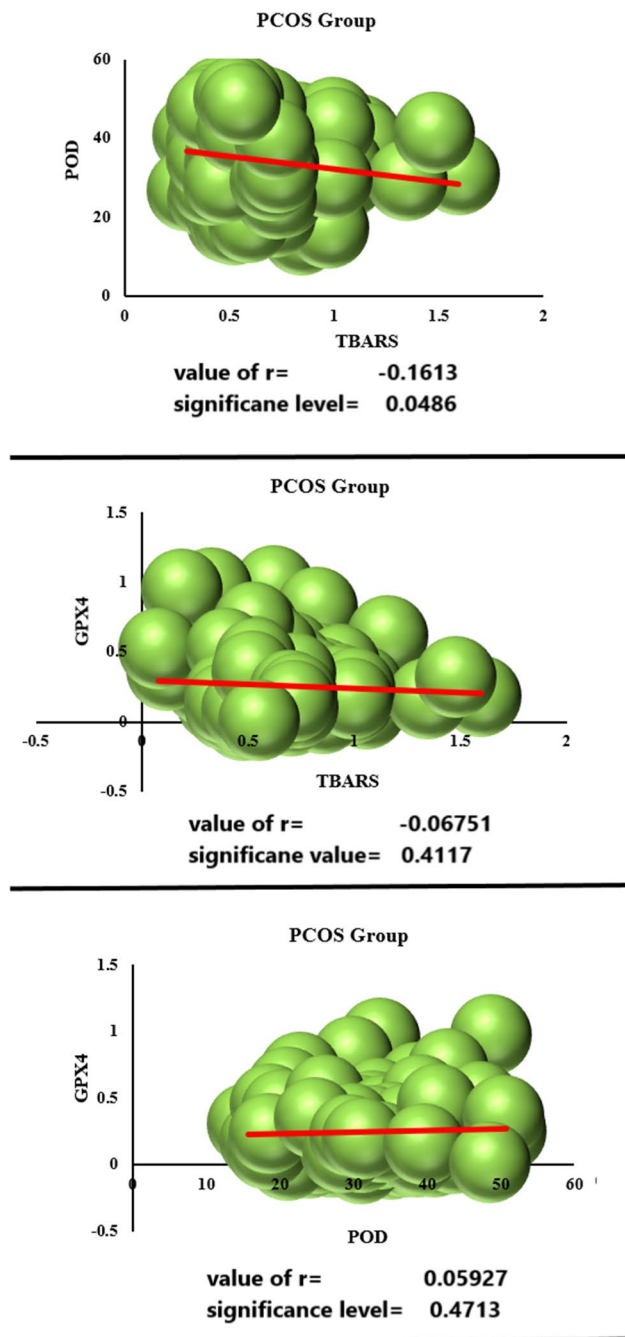 PCOS Group
60
40
20
0
POD
0 0.5 1 1.5 2
TBARS
value of r= -0.1613
significane level= 0.0486
PCOS Group
1.5
1
0.5
0
-0.5
GPX4
-0.5 0 0.5 1 1.5 2
TBARS
value of r= -0.06751
significane value= 0.4117
PCOS Group
1.5
1
0.5
0
-0.5
GPX4
0 10 20 30 40 50 60
POD
value of r= 0.05927
significance level= 0.4713